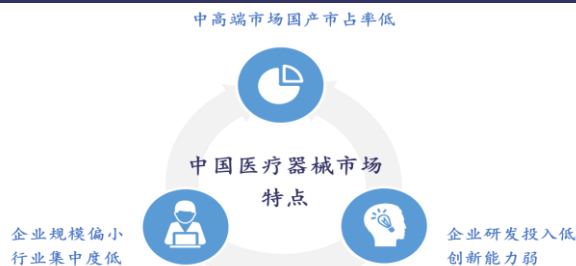 中高端市场国产市占率低
中国医疗器械市场
特点
企业规模偏小
行业集中度低
企业研发投入低
创新能力弱